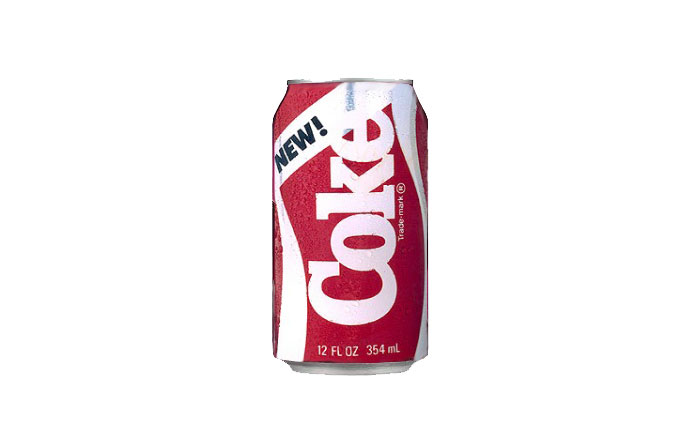 NEW!
Coke
Trade-mark ®
12 FL OZ 354 mL